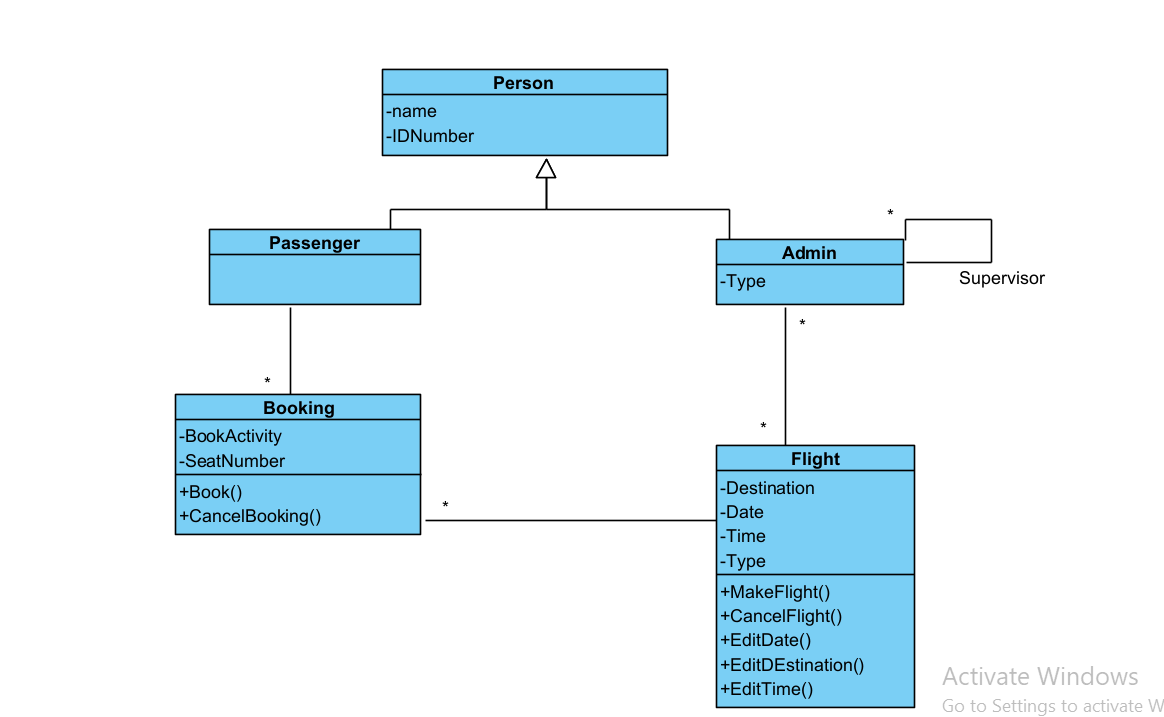 Person
-name
-IDNumber
*
Passenger
Admin
-Type
Supervisor
*
*
*
Booking
-BookActivity
-SeatNumber
+Book()
+CancelBooking()
*
Flight
-Destination
-Date
-Time
-Type
+MakeFlight()
+CancelFlight()
+EditDate()
+EditDEstination()
+EditTime()
Activate Windows
Go to Settings to activate W